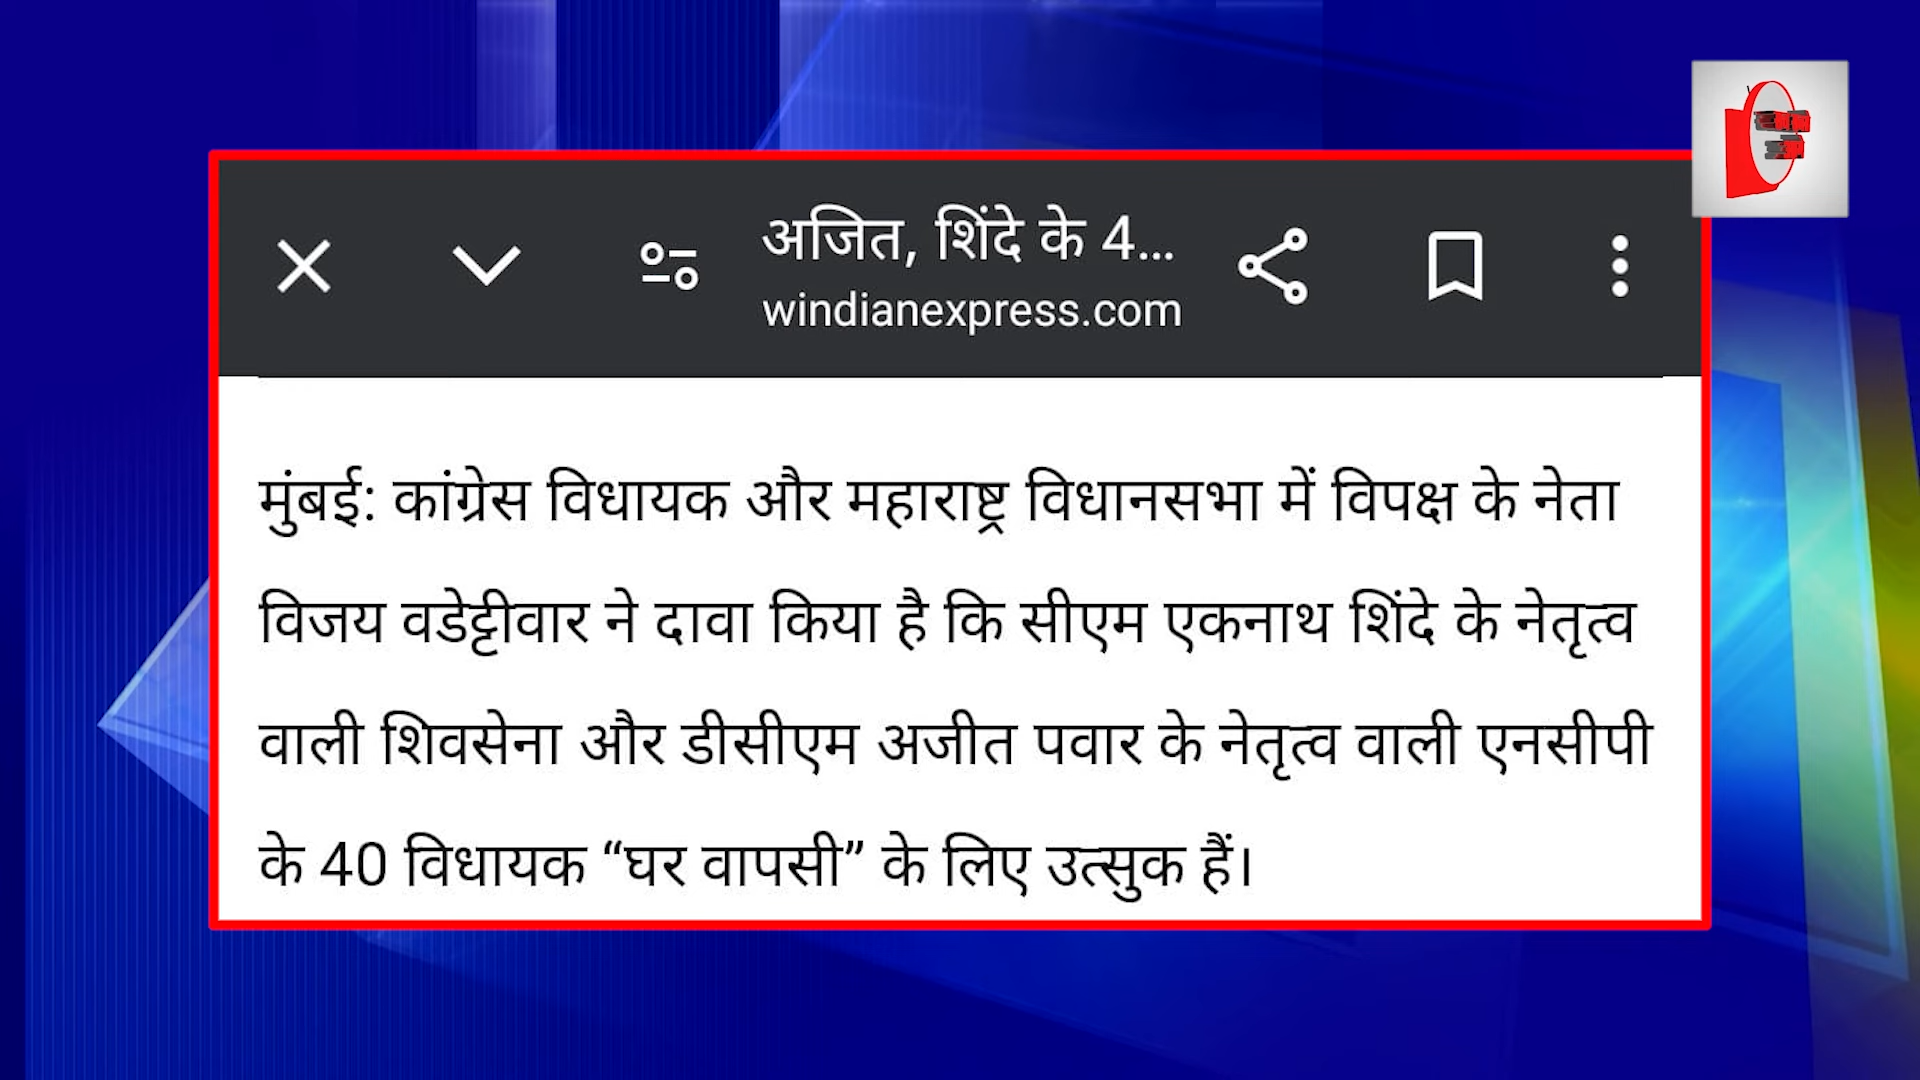 अजित, शिंदे के 4...
windianexpress.com
मुंबई: कांग्रेस विधायक और महाराष्ट्र विधानसभा में विपक्ष के नेता
विजय वडेट्टीवार ने दावा किया है कि सीएम एकनाथ शिंदे के नेतृत्व
वाली शिवसेना और डीसीएम अजीत पवार के नेतृत्व वाली एनसीपी
के 40 विधायक “घर वापसी” के लिए उत्सुक हैं।